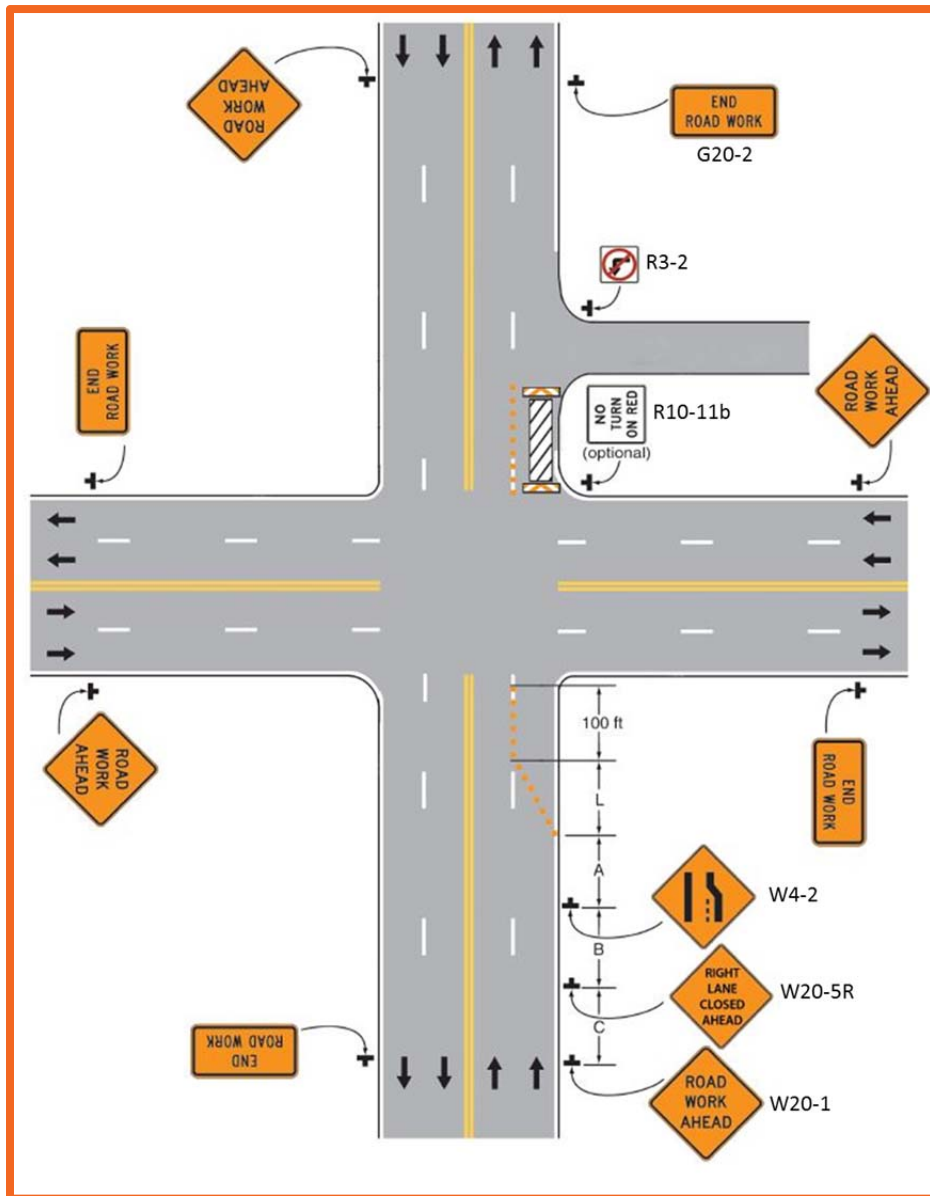 ROAD
WORK
AHEAD
END
ROAD WORK
G20-2
R3-2
END
ROAD WORK
NO
TURN
ON RED
(optional)
R10-11b
ROAD
WORK
AHEAD
ROAD
WORK
AHEAD
100 ft
L
A
B
C
END
ROAD WORK
W4-2
RIGHT
LANE
CLOSED
AHEAD
W20-5R
END
ROAD WORK
ROAD
WORK
AHEAD
W20-1